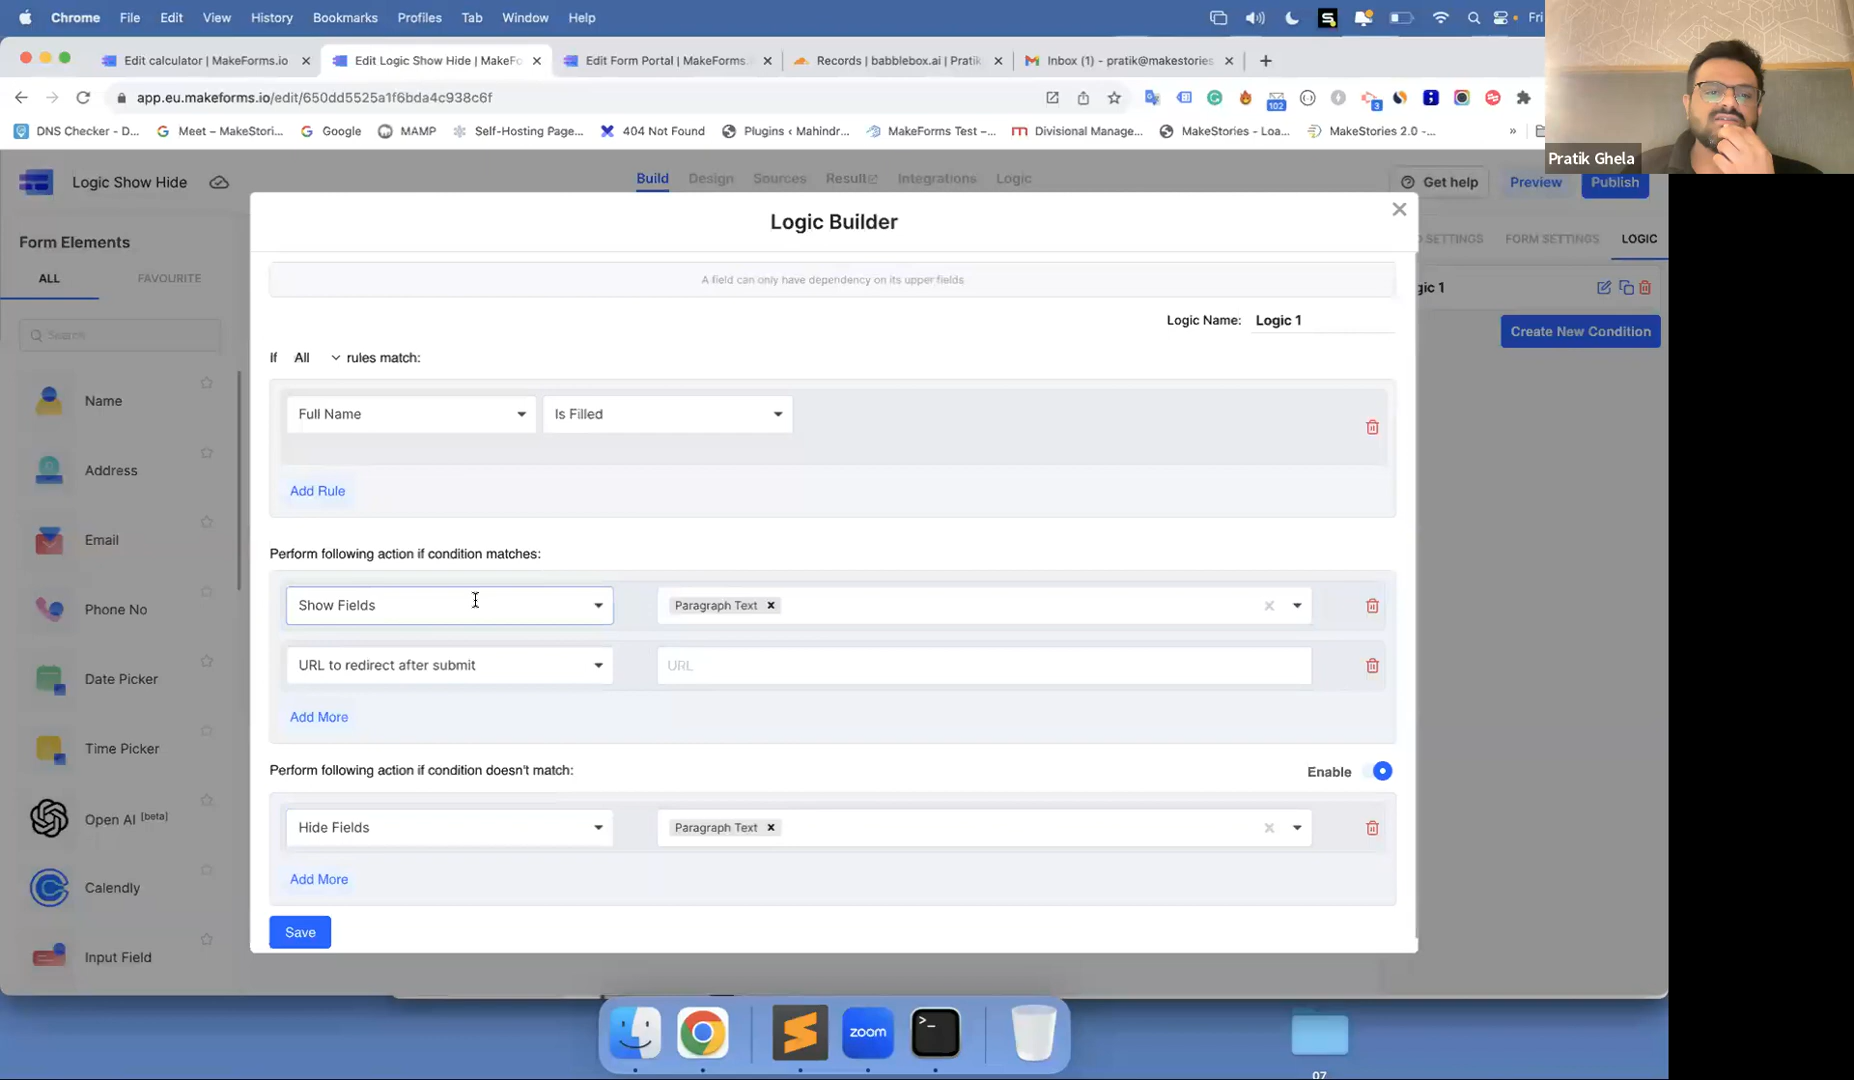 Chrome File Edit View History Bookmarks Profiles Tab Window Help Fri
Edit calculator | MakeForms.io Edit Logic Show Hide | MakeFo Edit Form Portal | MakeForms. Records | babblebox.ai | Pratik Inbox (1) - pratik@makestories.
app.eu.makeforms.io/edit/650dd5525a1f6bda4c938c6f 102 3
DNS Checker - D... Meet – MakeStori... Google MAMP Self-Hosting Page... 404 Not Found Plugins ‹ Mahindr... MakeForms Test –... Divisional Manage... MakeStories - Loa... MakeStories 2.0 -... »
Pratik Ghela
Logic Show Hide Build Design Sources Result Integrations Logic Get help Preview Publish
Logic Builder
Form Elements
SETTINGS FORM SETTINGS LOGIC
ALL FAVOURITE
A field can only have dependency on its upper fields
gic 1
Logic Name: Logic 1
Create New Condition
Search
If All rules match:
Name
Full Name Is Filled
Address
Add Rule
Email
Perform following action if condition matches:
Phone No
Show Fields Paragraph Text
URL to redirect after submit URL
Date Picker
Add More
Time Picker
Perform following action if condition doesn't match: Enable
Open AI [beta]
Hide Fields Paragraph Text
Calendly
Add More
Save
Input Field
zoom
07